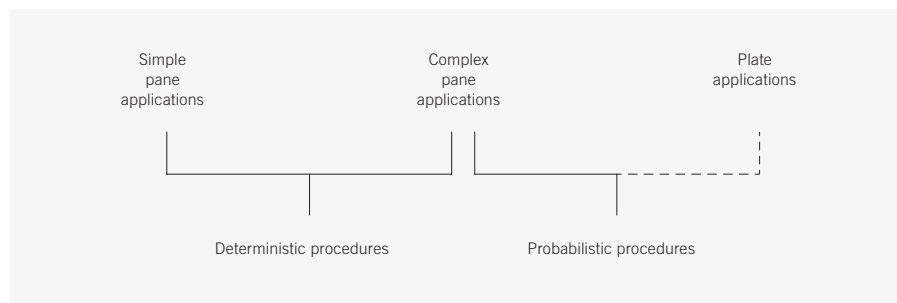 Simple
pane
applications
Complex
pane
applications
Plate
applications
Deterministic procedures
Probabilistic procedures